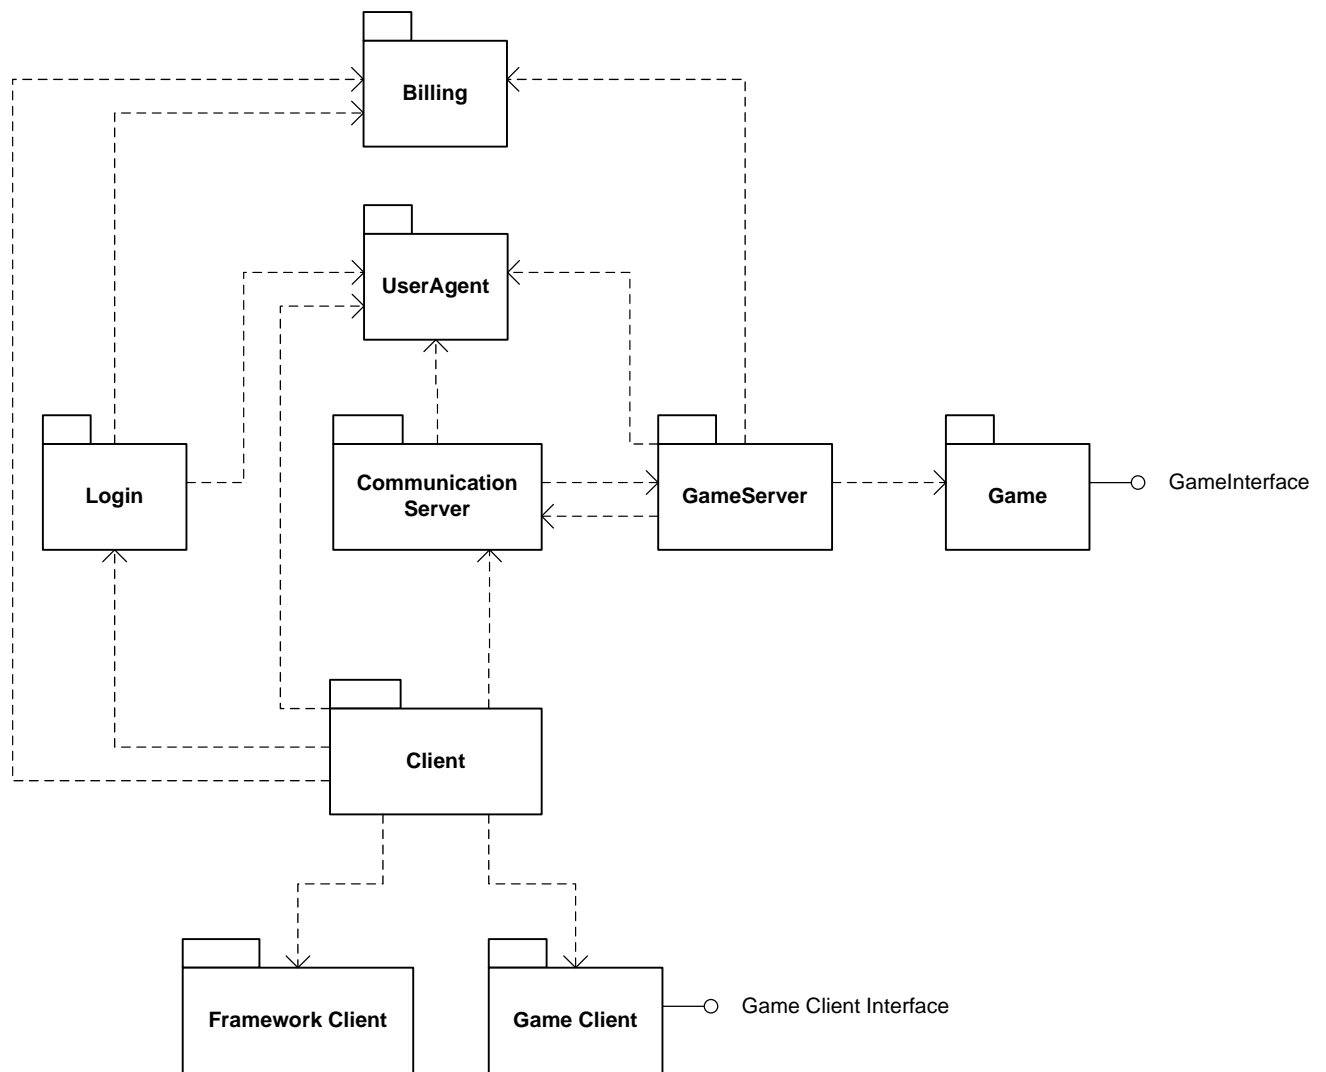 Billing
UserAgent
Login
Communication
Server
GameServer
Game
GameInterface
Client
Framework Client
Game Client
Game Client Interface